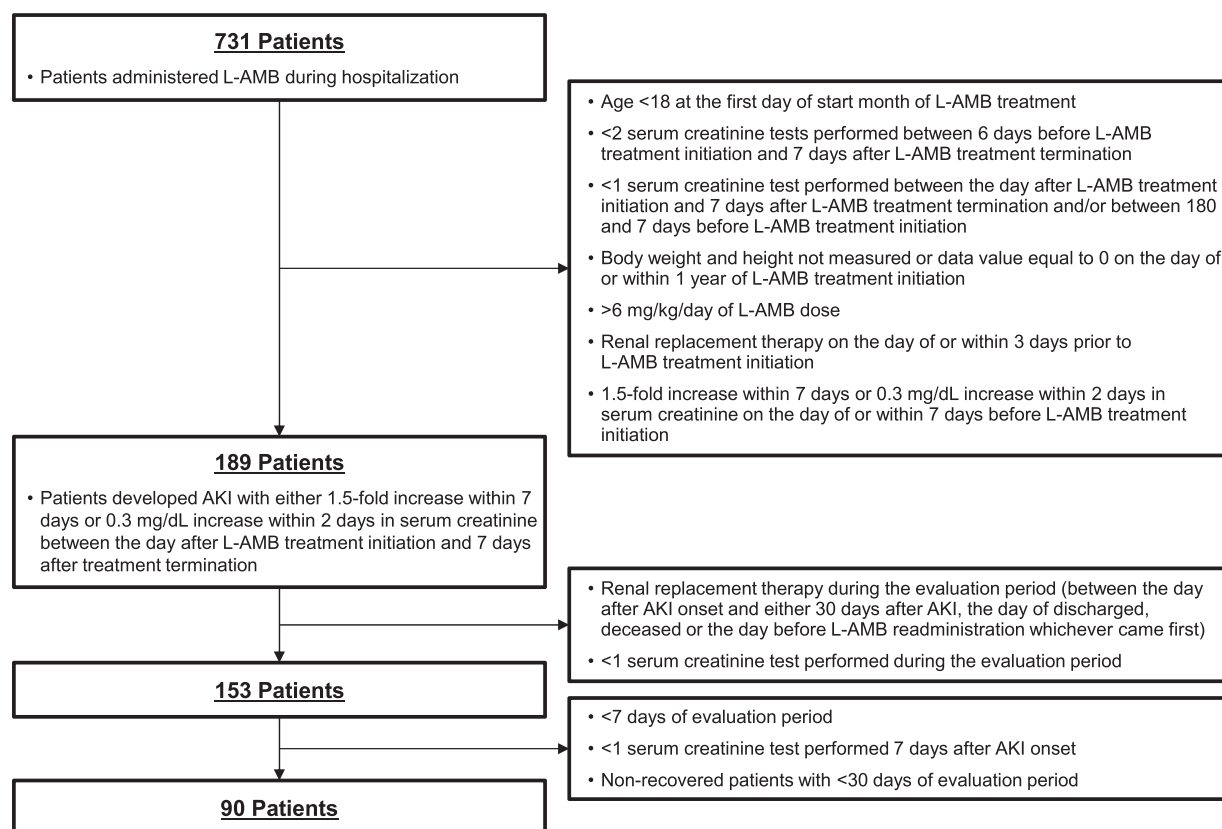 731 Patients
• Patients administered L-AMB during hospitalization
• Age <18 at the first day of start month of L-AMB treatment
• <2 serum creatinine tests performed between 6 days before L-AMB
treatment initiation and 7 days after L-AMB treatment termination
• <1 serum creatinine test performed between the day after L-AMB treatment
initiation and 7 days after L-AMB treatment termination and/or between 180
and 7 days before L-AMB treatment initiation
• Body weight and height not measured or data value equal to 0 on the day of
or within 1 year of L-AMB treatment initiation
• >6 mg/kg/day of L-AMB dose
• Renal replacement therapy on the day of or within 3 days prior to
L-AMB treatment initiation
• 1.5-fold increase within 7 days or 0.3 mg/dL increase within 2 days in
serum creatinine on the day of or within 7 days before L-AMB treatment
initiation
189 Patients
• Patients developed AKI with either 1.5-fold increase within 7
days or 0.3 mg/dL increase within 2 days in serum creatinine
between the day after L-AMB treatment initiation and 7 days
after treatment termination
• Renal replacement therapy during the evaluation period (between the day
after AKI onset and either 30 days after AKI, the day of discharged,
deceased or the day before L-AMB readministration whichever came first)
• <1 serum creatinine test performed during the evaluation period
153 Patients
• <7 days of evaluation period
• <1 serum creatinine test performed 7 days after AKI onset
• Non-recovered patients with <30 days of evaluation period
90 Patients